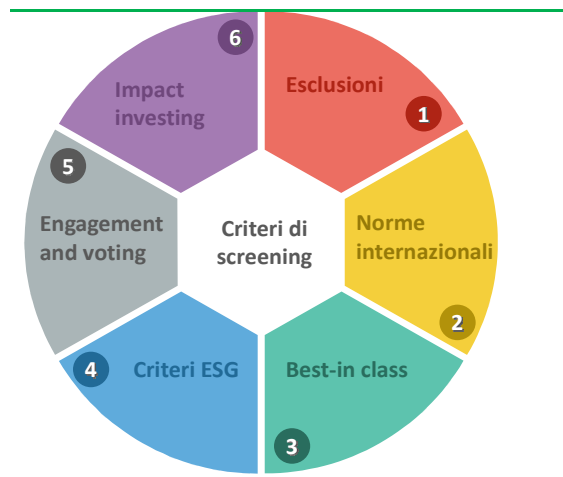 Criteri di
screening
Esclusioni
1
Norme
internazionali
2
Best-in class
3
Criteri ESG
4
Engagement
and voting
5
Impact
investing
6